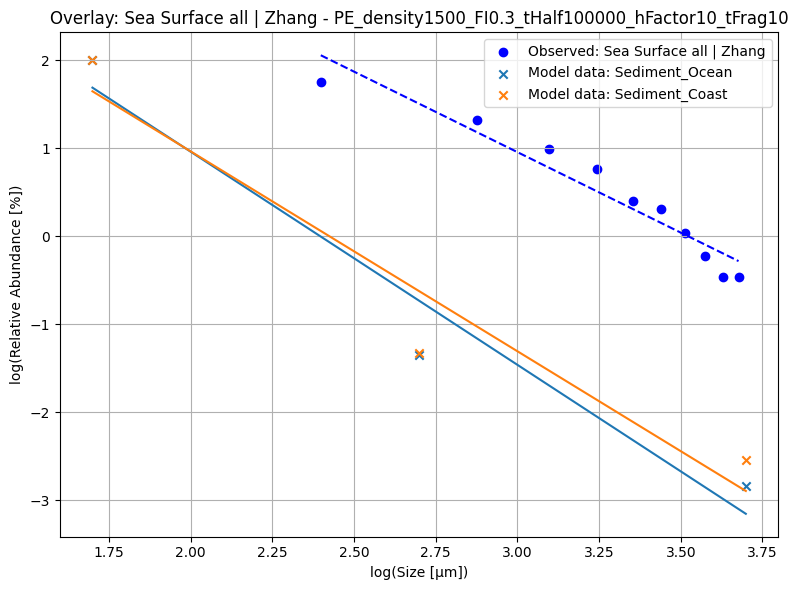 Overlay: Sea Surface all | Zhang - PE_density1500_FI0.3_tHalf100000_hFactor10_tFrag10
Observed: Sea Surface all | Zhang
Model data: Sediment_Ocean
Model data: Sediment_Coast
log(Relative Abundance [%])
2
1
0
−1
−2
−3
1.75
2.00
2.25
2.50
2.75
3.00
3.25
3.50
3.75
log(Size [µm])